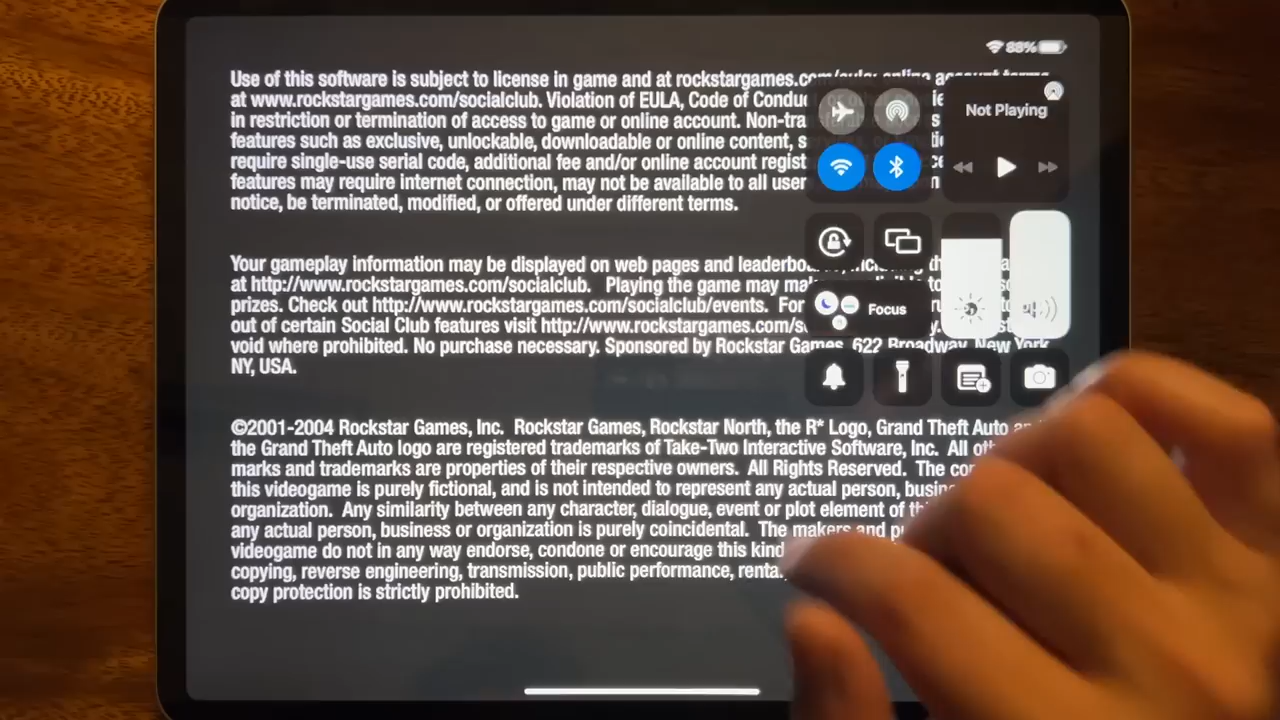 88%
Use of this software is subject to license in game and at rockstargames.com/eula; online account terms
at www.rockstargames.com/socialclub. Violation of EULA, Code of Conduc
in restriction or termination of access to game or online account. Non-tra
features such as exclusive, unlockable, downloadable or online content, s
require single-use serial code, additional fee and/or online account regist
features may require internet connection, may not be available to all user
notice, be terminated, modified, or offered under different terms.
Not Playing
Your gameplay information may be displayed on web pages and leaderboa
at http://www.rockstargames.com/socialclub. Playing the game may ma
prizes. Check out http://www.rockstargames.com/socialclub/events. For
out of certain Social Club features visit http://www.rockstargames.com/s
void where prohibited. No purchase necessary. Sponsored by Rockstar Games, 622 Broadway, New York,
NY, USA.
Focus
©2001-2004 Rockstar Games, Inc. Rockstar Games, Rockstar North, the R* Logo, Grand Theft Auto an
the Grand Theft Auto logo are registered trademarks of Take-Two Interactive Software, Inc. All oth
marks and trademarks are properties of their respective owners. All Rights Reserved. The con
this videogame is purely fictional, and is not intended to represent any actual person, busin
organization. Any similarity between any character, dialogue, event or plot element of th
any actual person, business or organization is purely coincidental. The makers and pu
videogame do not in any way endorse, condone or encourage this kind
copying, reverse engineering, transmission, public performance, renta
copy protection is strictly prohibited.